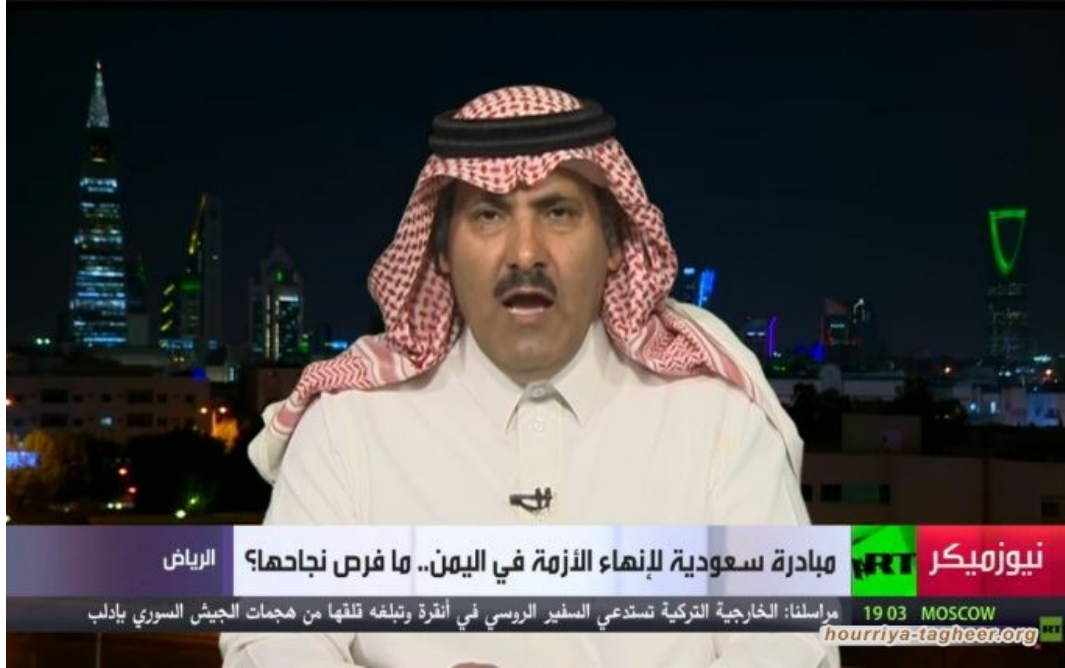 مبادرة سعودية لإنهاء الأزمة في اليمن.. ما فرص نجاحها؟
الرياض
نيوزميكر
RT
19 03 MOSCOW
مراسلنا: الخارجية التركية تستدعي السفير الروسي في أنقرة وتبلغه قلقها من هجمات الجيش السوري بإدلب
hourriya-tagheer.org
RT